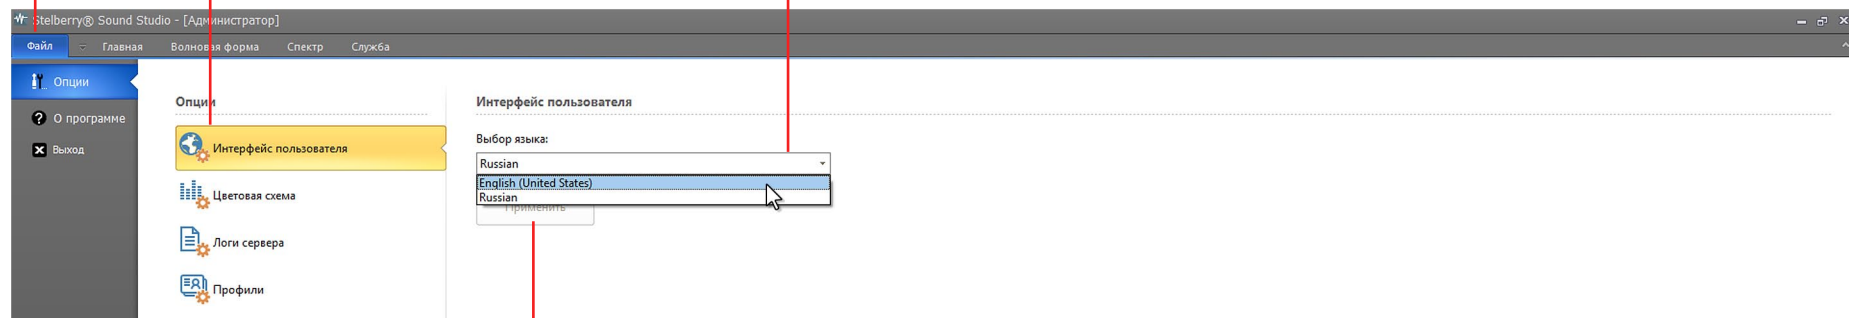 Stelberry® Sound Studio - [Администратор]
Файл Главная Волновая форма Спектр Служба
Опции
О программе
Выход
Опции
Интерфейс пользователя
Цветовая схема
Логи сервера
Профили
Интерфейс пользователя
Выбор языка:
Russian
English (United States)
Russian
Применить